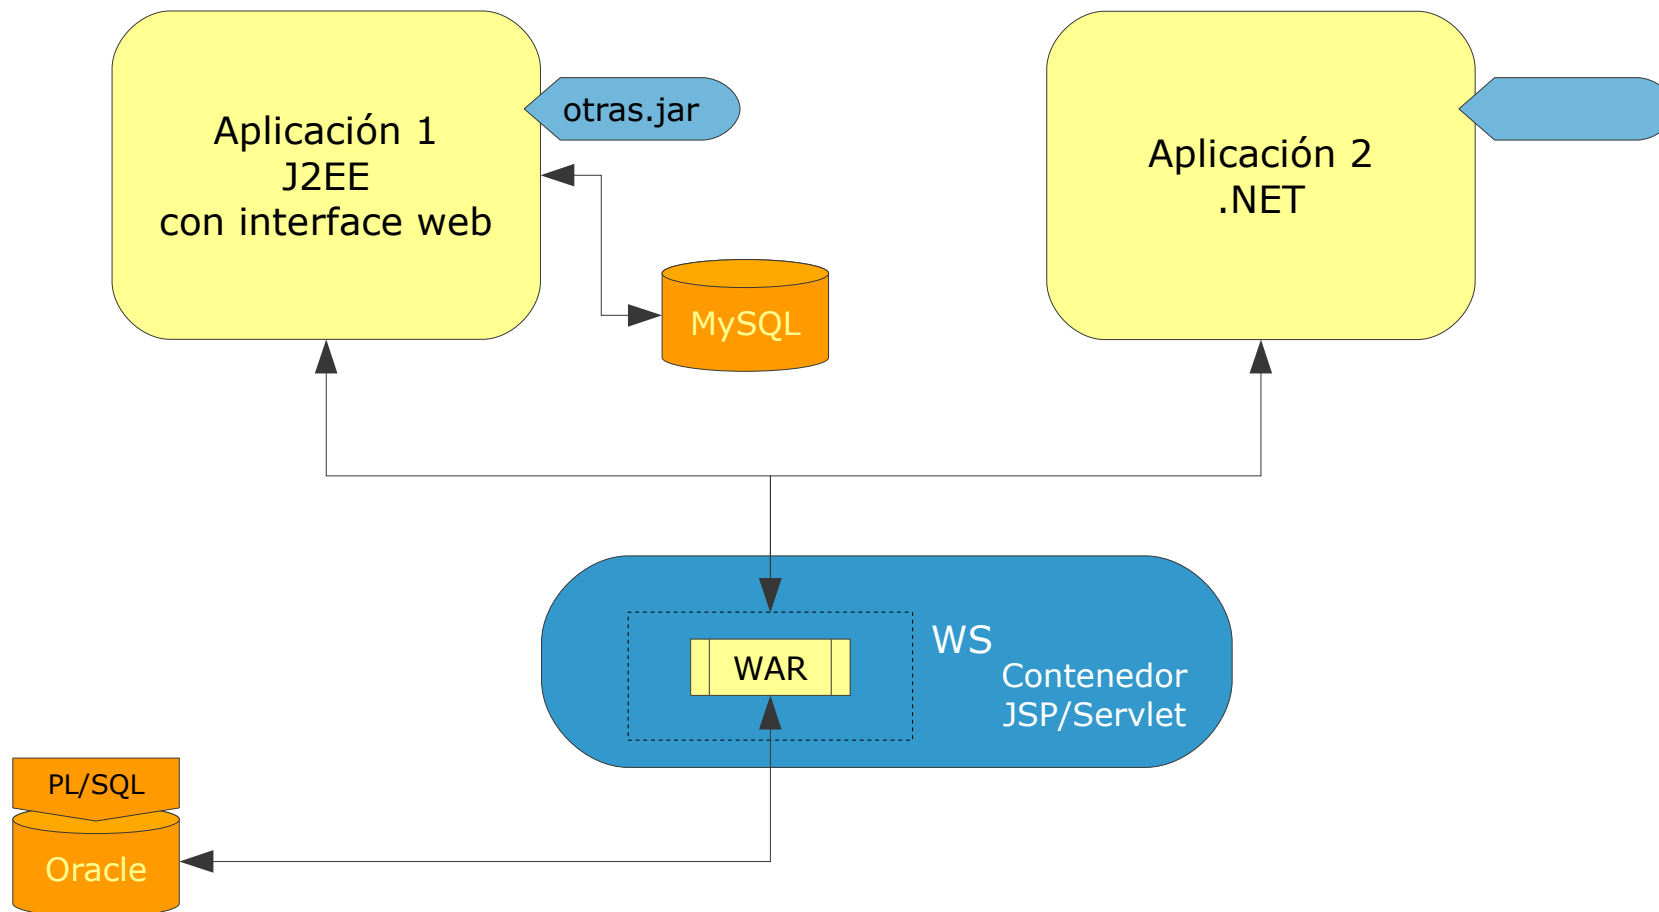 Aplicación 1
J2EE
con interface web
otras.jar
Aplicación 2
.NET
MySQL
WS
WAR
Contenedor
JSP/Servlet
PL/SQL
Oracle